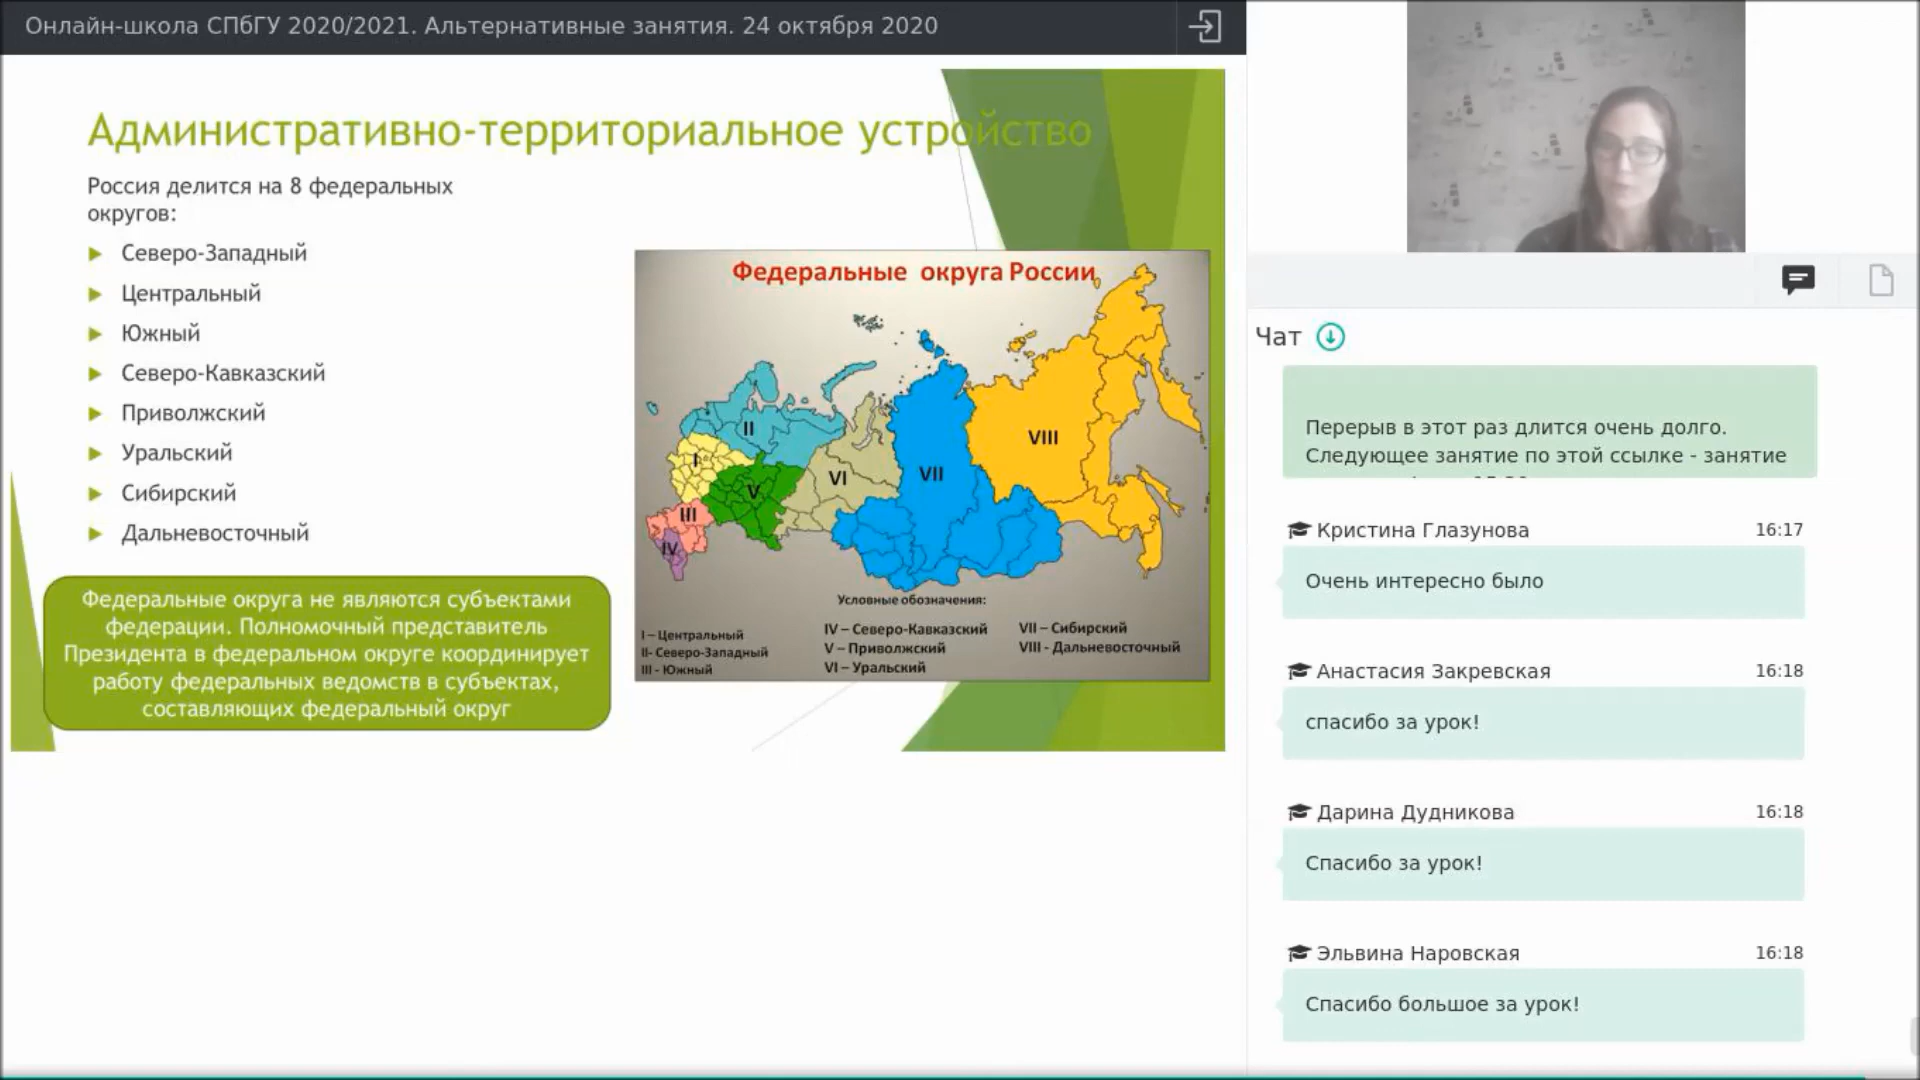 Онлайн-школа СПбГУ 2020/2021. Альтернативные занятия. 24 октября 2020
Административно-территориальное устройство
Россия делится на 8 федеральных
округов:
Северо-Западный
Центральный
Южный
Северо-Кавказский
Приволжский
Уральский
Сибирский
Дальневосточный
Федеральные округа не являются субъектами
федерации. Полномочный представитель
Президента в федеральном округе координирует
работу федеральных ведомств в субъектах,
составляющих федеральный округ
Федеральные округа России
I
II
III
IV
V
VI
VII
VIII
Условные обозначения:
I – Центральный
II- Северо-Западный
III - Южный
IV – Северо-Кавказский
V – Приволжский
VI – Уральский
VII – Сибирский
VIII - Дальневосточный
Чат
Перерыв в этот раз длится очень долго.
Следующее занятие по этой ссылке - занятие
Кристина Глазунова 16:17
Очень интересно было
Анастасия Закревская 16:18
спасибо за урок!
Дарина Дудникова 16:18
Спасибо за урок!
Эльвина Наровская 16:18
Спасибо большое за урок!